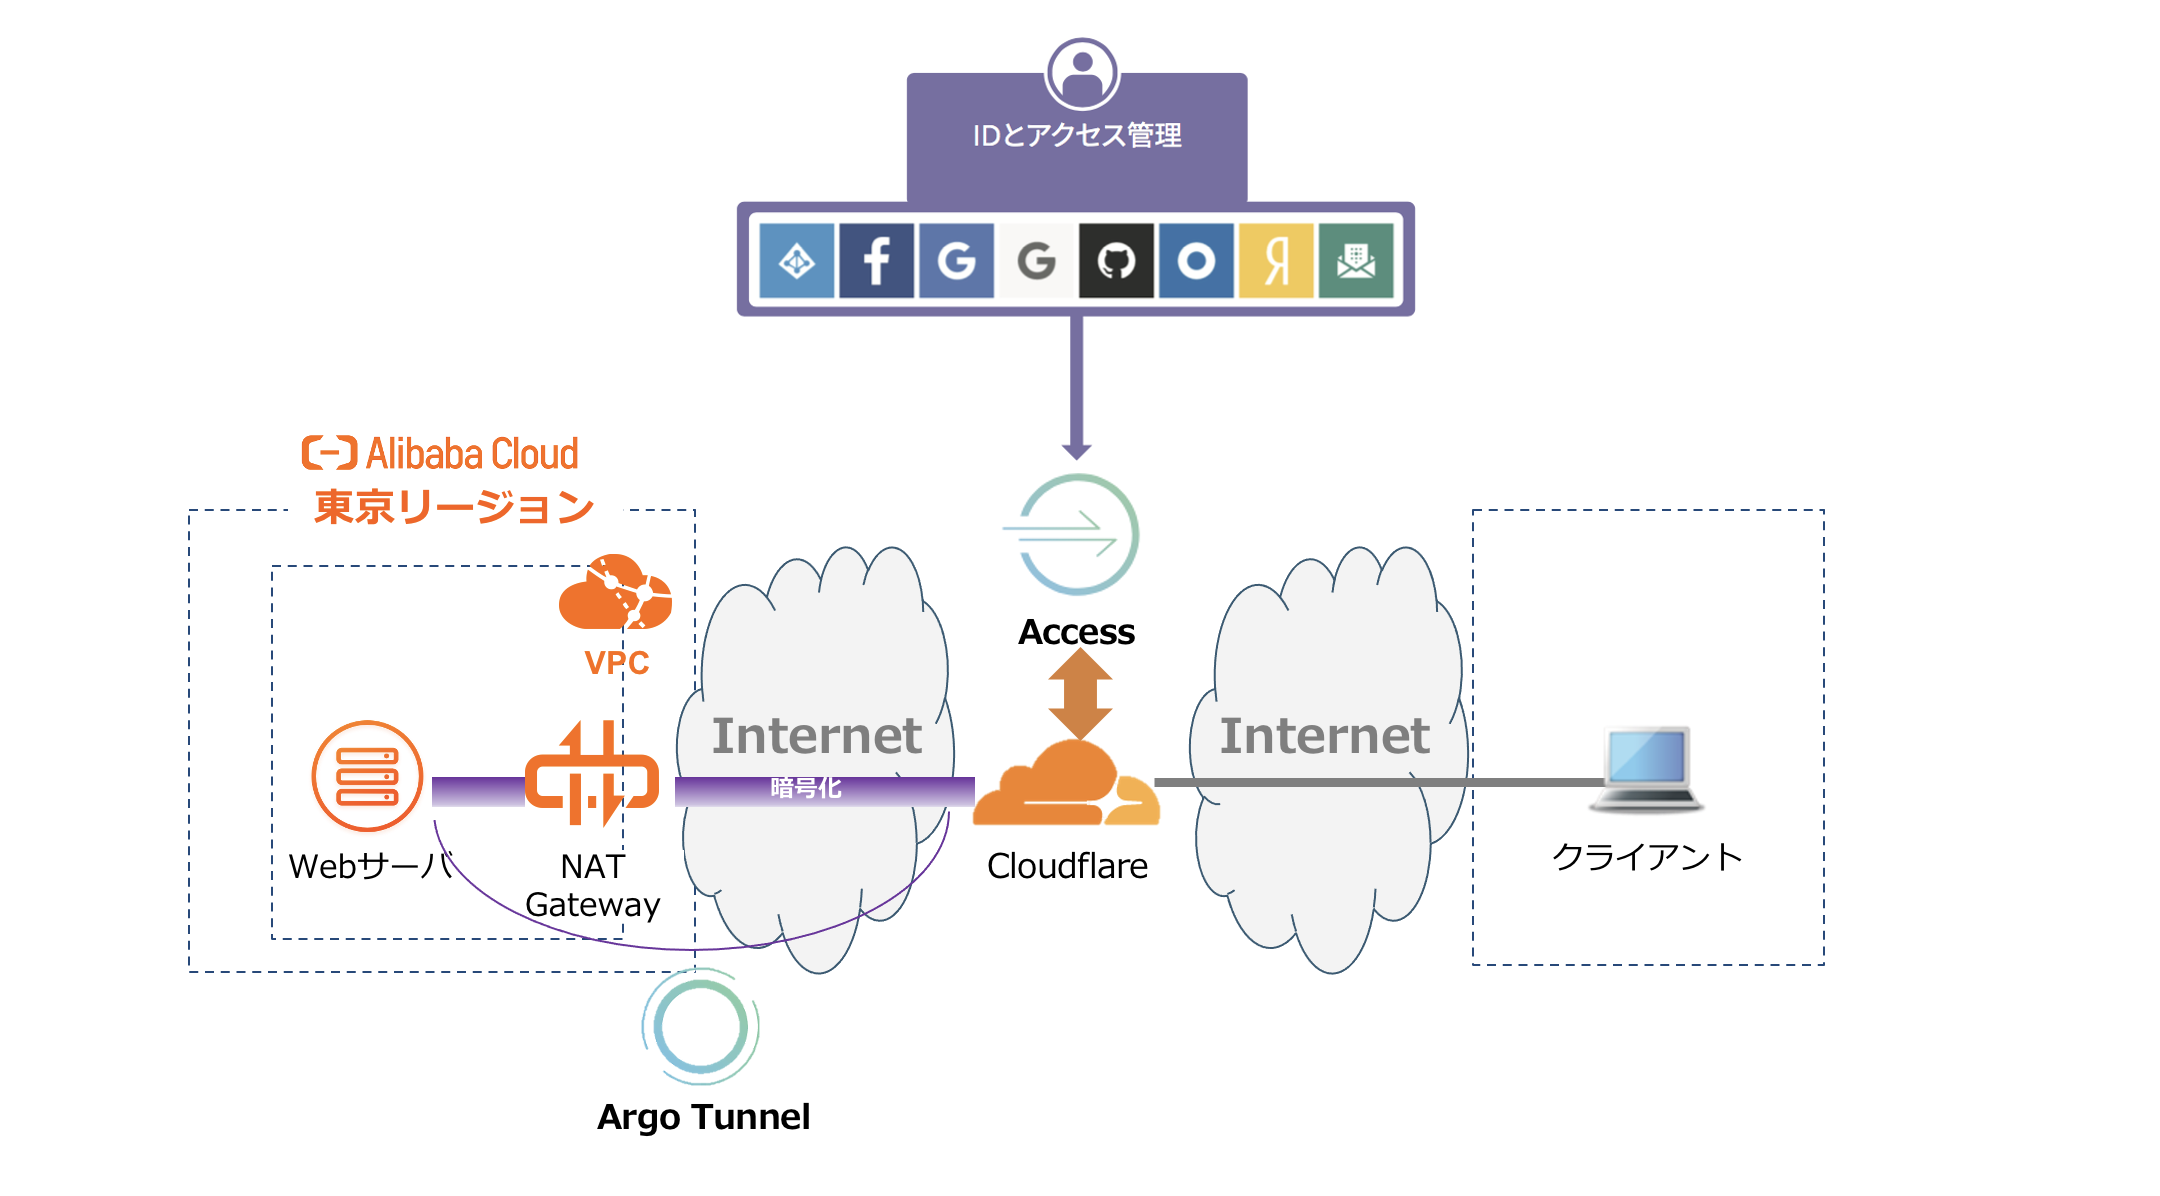 IDとアクセス管理
Alibaba Cloud
東京リージョン
VPC
Access
Internet
Internet
暗号化
Webサーバ
NAT
Gateway
Cloudflare
クライアント
Argo Tunnel